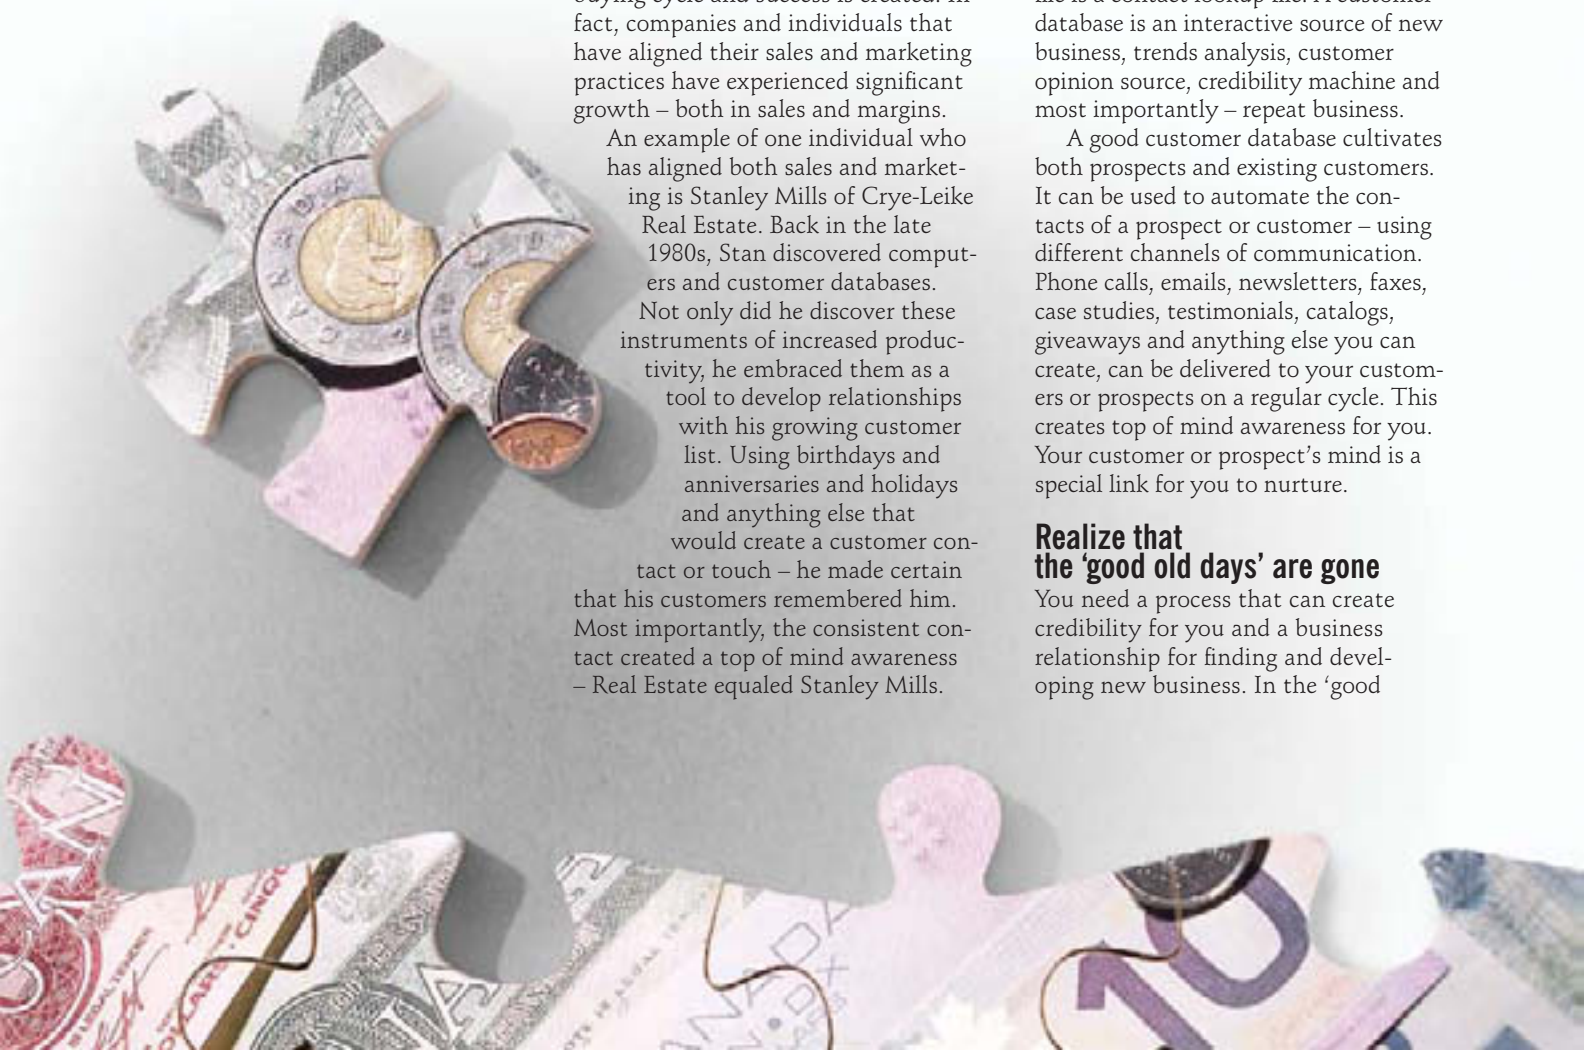 fact, companies and individuals that
have aligned their sales and marketing
practices have experienced significant
growth – both in sales and margins.
An example of one individual who
has aligned both sales and market-
ing is Stanley Mills of Crye-Leike
Real Estate. Back in the late
1980s, Stan discovered comput-
ers and customer databases.
Not only did he discover these
instruments of increased produc-
tivity, he embraced them as a
tool to develop relationships
with his growing customer
list. Using birthdays and
anniversaries and holidays
and anything else that
would create a customer con-
tact or touch – he made certain
that his customers remembered him.
Most importantly, the consistent con-
tact created a top of mind awareness
– Real Estate equaled Stanley Mills.
database is an interactive source of new
business, trends analysis, customer
opinion source, credibility machine and
most importantly – repeat business.
A good customer database cultivates
both prospects and existing customers.
It can be used to automate the con-
tacts of a prospect or customer – using
different channels of communication.
Phone calls, emails, newsletters, faxes,
case studies, testimonials, catalogs,
giveaways and anything else you can
create, can be delivered to your custom-
ers or prospects on a regular cycle. This
creates top of mind awareness for you.
Your customer or prospect’s mind is a
special link for you to nurture.
Realize that
the ‘good old days’ are gone
You need a process that can create
credibility for you and a business
relationship for finding and devel-
oping new business. In the ‘good
CINQ
10